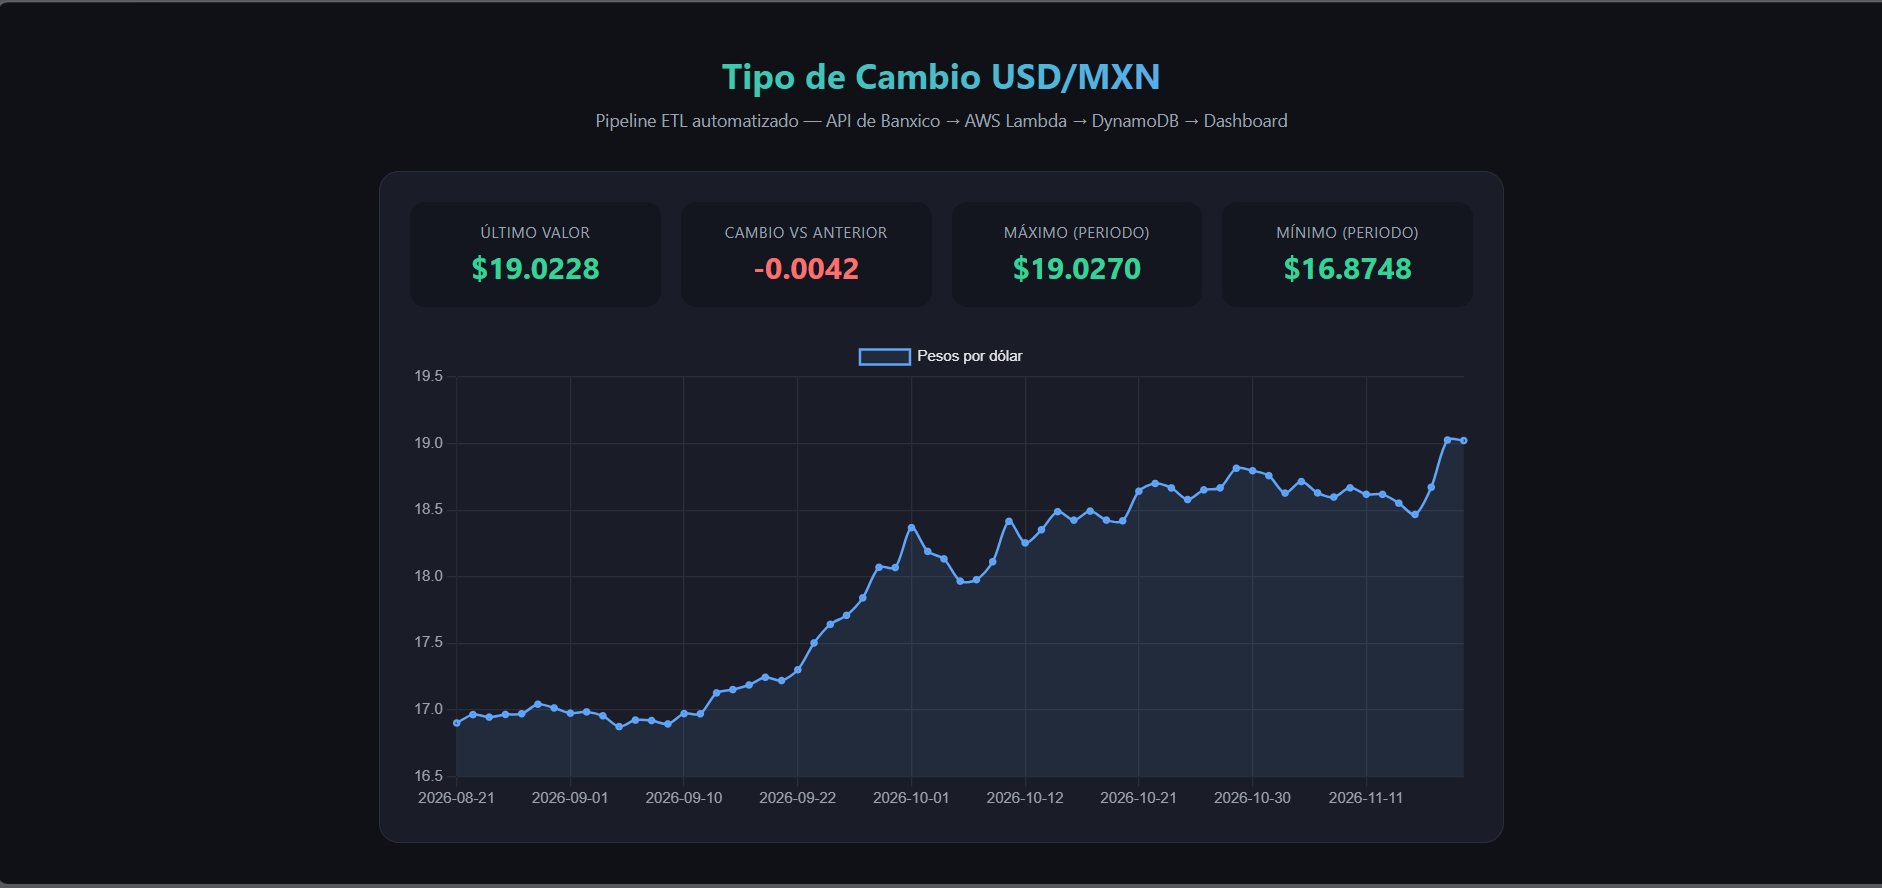 Tipo de Cambio USD/MXN
Pipeline ETL automatizado — API de Banxico → AWS Lambda → DynamoDB → Dashboard
ÚLTIMO VALOR
$19.0228
CAMBIO VS ANTERIOR
-0.0042
MÁXIMO (PERIODO)
$19.0270
MÍNIMO (PERIODO)
$16.8748
Pesos por dólar
19.5
19.0
18.5
18.0
17.5
17.0
16.5
2026-08-21 2026-09-01 2026-09-10 2026-09-22 2026-10-01 2026-10-12 2026-10-21 2026-10-30 2026-11-11